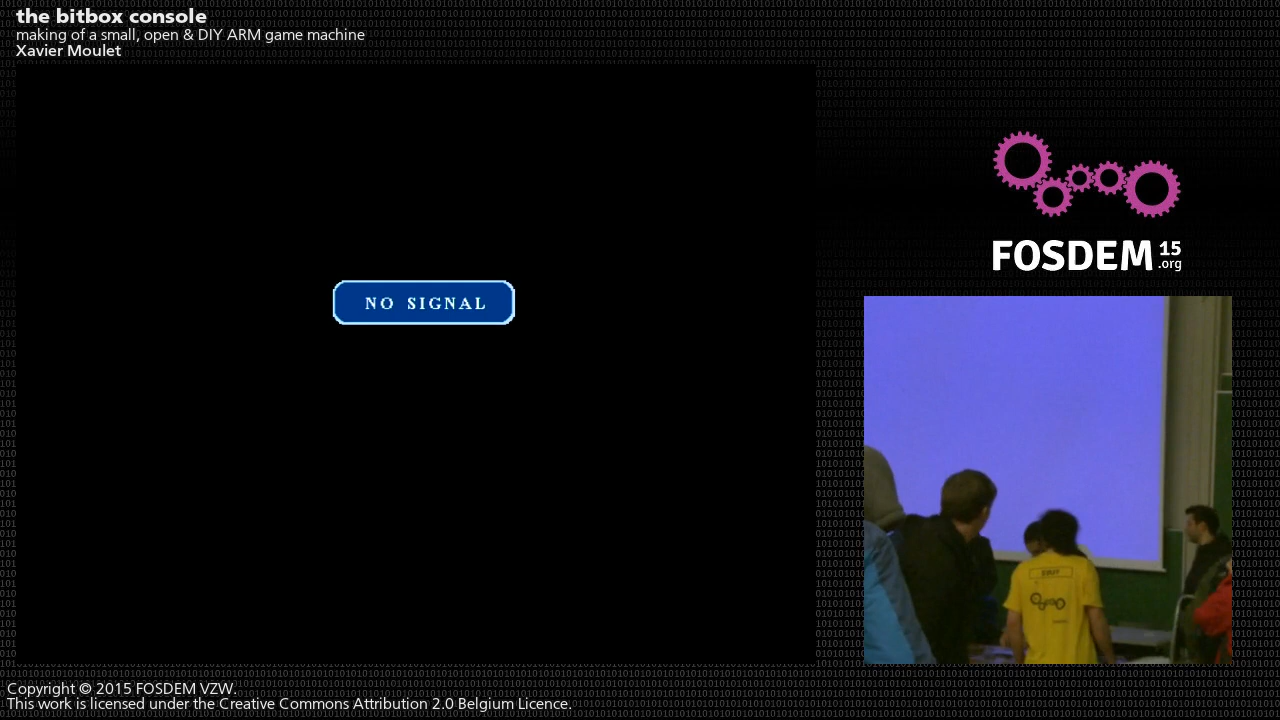 the bitbox console
making of a small, open & DIY ARM game machine
Xavier Moulet
NO SIGNAL
FOSDEM 15
.org
STAFF
Copyright © 2015 FOSDEM VZW.
This work is licensed under the Creative Commons Attribution 2.0 Belgium Licence.